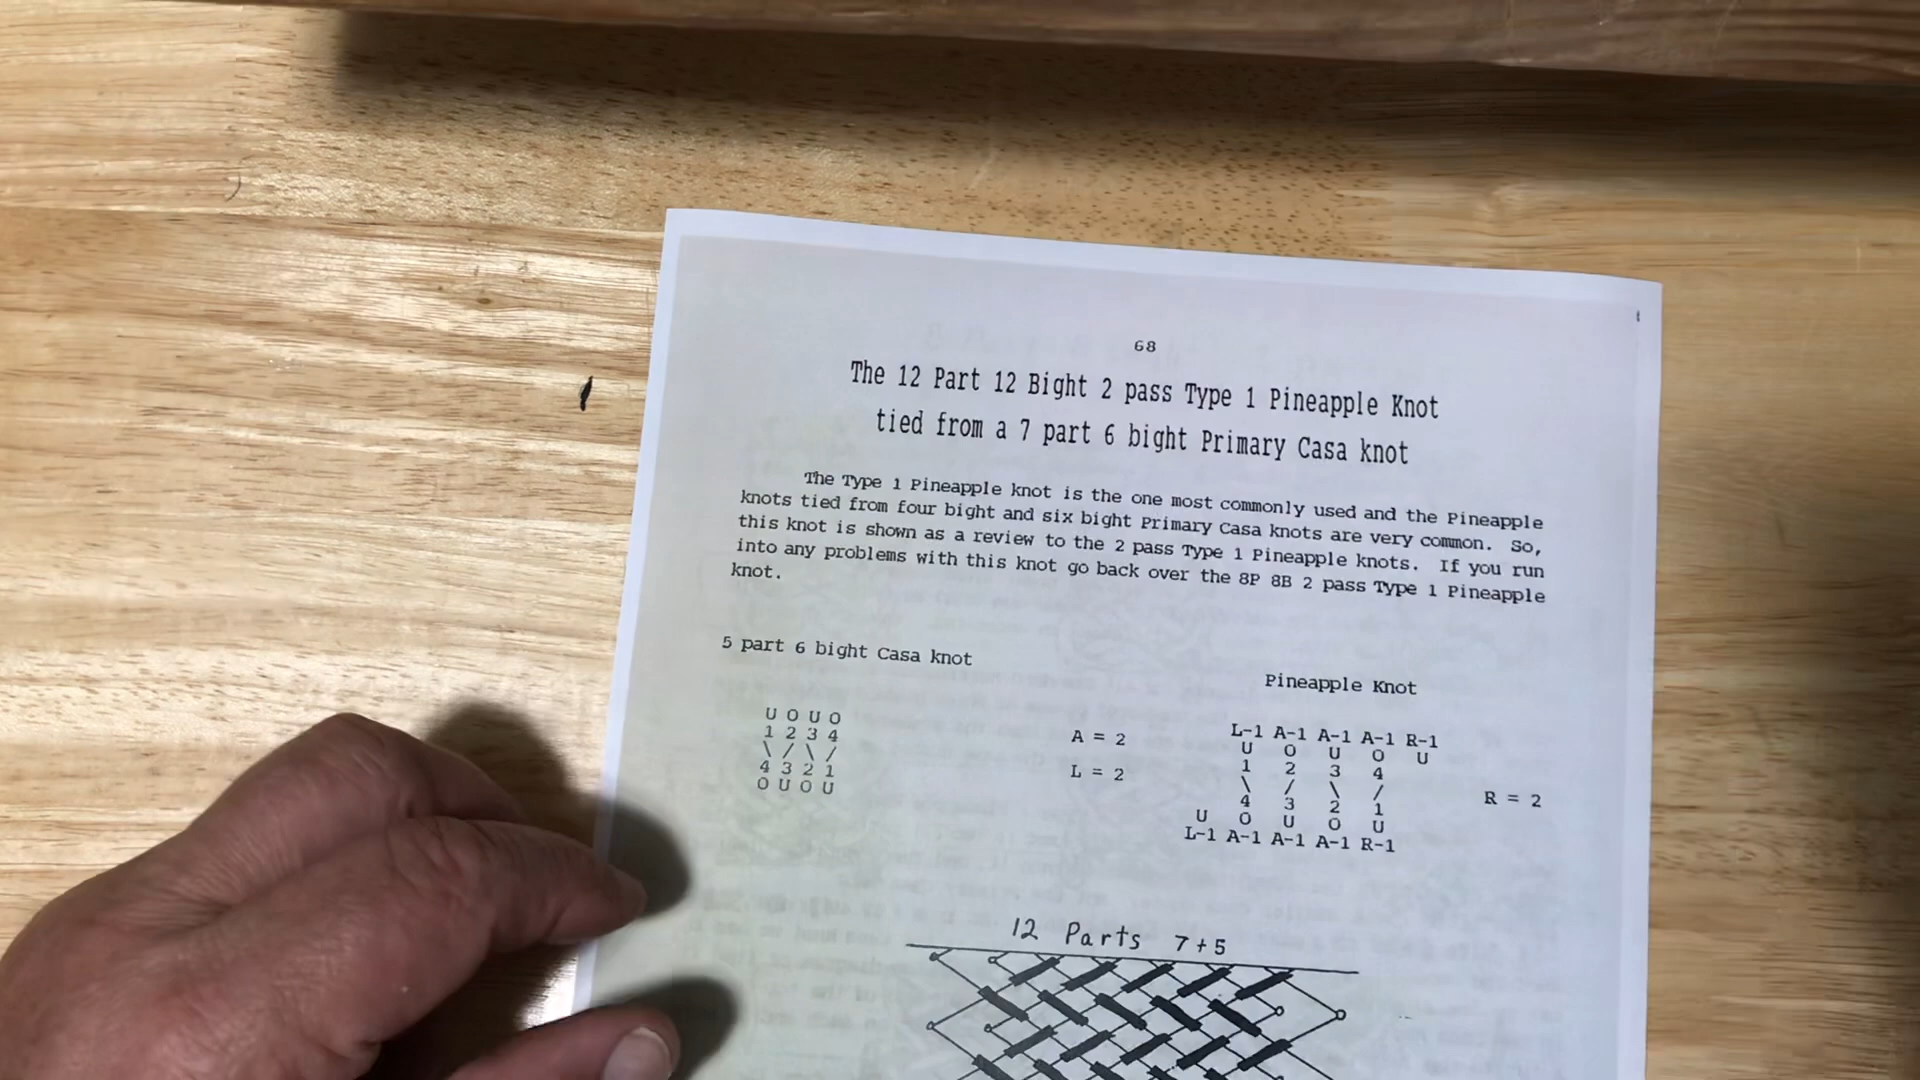 68
The 12 Part 12 Bight 2 pass Type 1 Pineapple Knot
tied from a 7 part 6 bight Primary Casa knot
The Type 1 Pineapple knot is the one most commonly used and the Pineapple
knots tied from four bight and six bight Primary Casa knots are very common. So,
this knot is shown as a review to the 2 pass Type 1 Pineapple knots. If you run
into any problems with this knot go back over the 8P 8B 2 pass Type 1 Pineapple
knot.
5 part 6 bight Casa knot
U O U O
1 2 3 4
\ / \ /
4 3 2 1
O U O U
A = 2
L = 2
Pineapple Knot
L-1 A-1 A-1 A-1 R-1
U O U O U
1 2 3 4
\ / \ /
4 3 2 1
U O U O U
L-1 A-1 A-1 A-1 R-1
R = 2
12 Parts 7+5